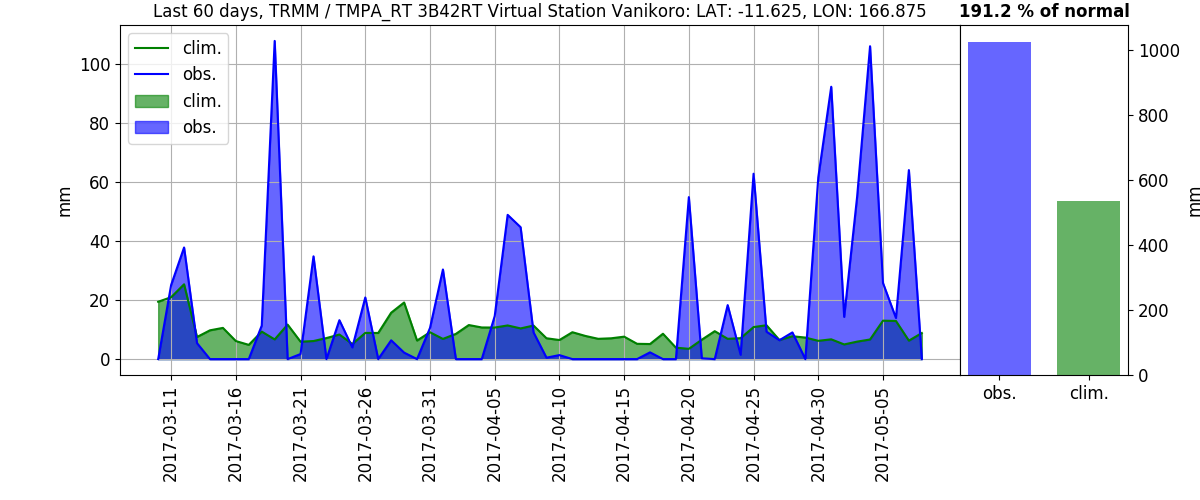 Last 60 days, TRMM / TMPA_RT 3B42RT Virtual Station Vanikoro: LAT: -11.625, LON: 166.875
191.2 % of normal
clim.
obs.
clim.
obs.
mm
100
80
60
40
20
0
2017-03-11
2017-03-16
2017-03-21
2017-03-26
2017-03-31
2017-04-05
2017-04-10
2017-04-15
2017-04-20
2017-04-25
2017-04-30
2017-05-05
1000
800
600
400
200
0
mm
obs.
clim.